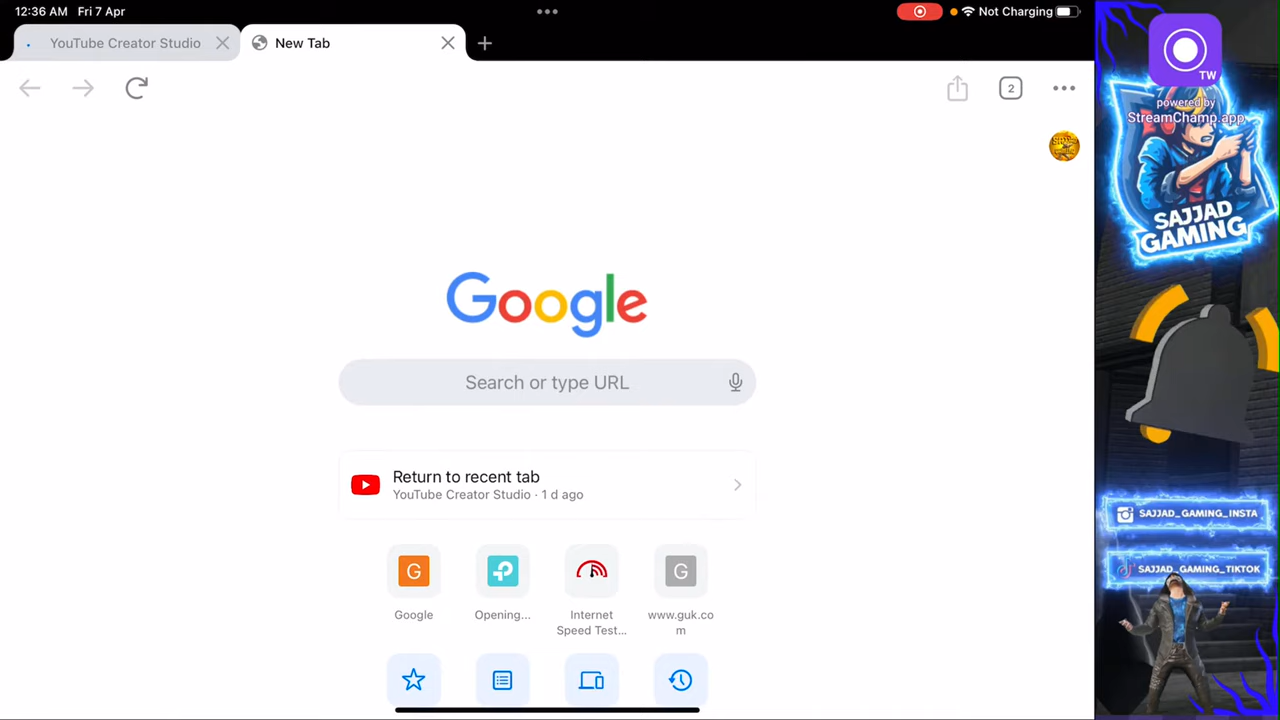 12:36 AM Fri 7 Apr
Not Charging
YouTube Creator Studio
New Tab
2
Google
Search or type URL
Return to recent tab
YouTube Creator Studio · 1 d ago
G
G
Google
Opening...
Internet
Speed Test...
www.guk.co
m
TW
powered by
StreamChamp.app
SAJJAD
GAMING
SAJJAD_GAMING_INSTA
SAJJAD_GAMING_TIKTOK